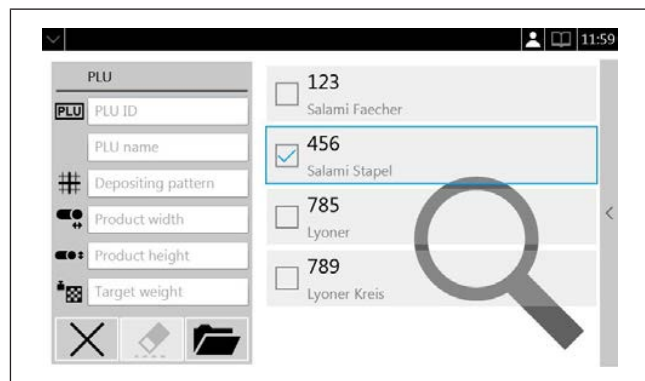 11:59
PLU
PLU PLU ID
PLU name
Depositing pattern
Product width
Product height
Target weight
123
Salami Faecher
456
Salami Stapel
785
Lyoner
789
Lyoner Kreis